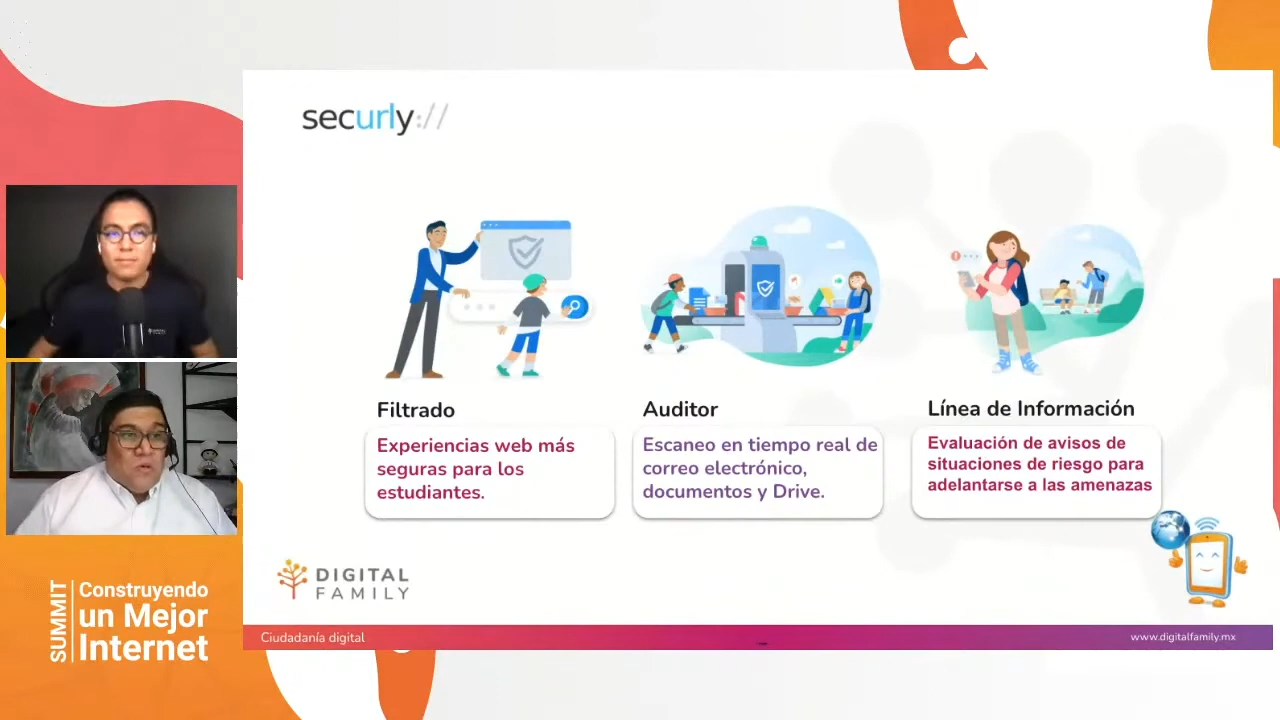 securly://
Filtrado
Experiencias web más
seguras para los
estudiantes.
Auditor
Escaneo en tiempo real de
correo electrónico,
documentos y Drive.
Línea de Información
Evaluación de avisos de
situaciones de riesgo para
adelantarse a las amenazas
DIGITAL
FAMILY
Ciudadanía digital
www.digitalfamily.mx
SUMMIT
Construyendo
un Mejor
Internet